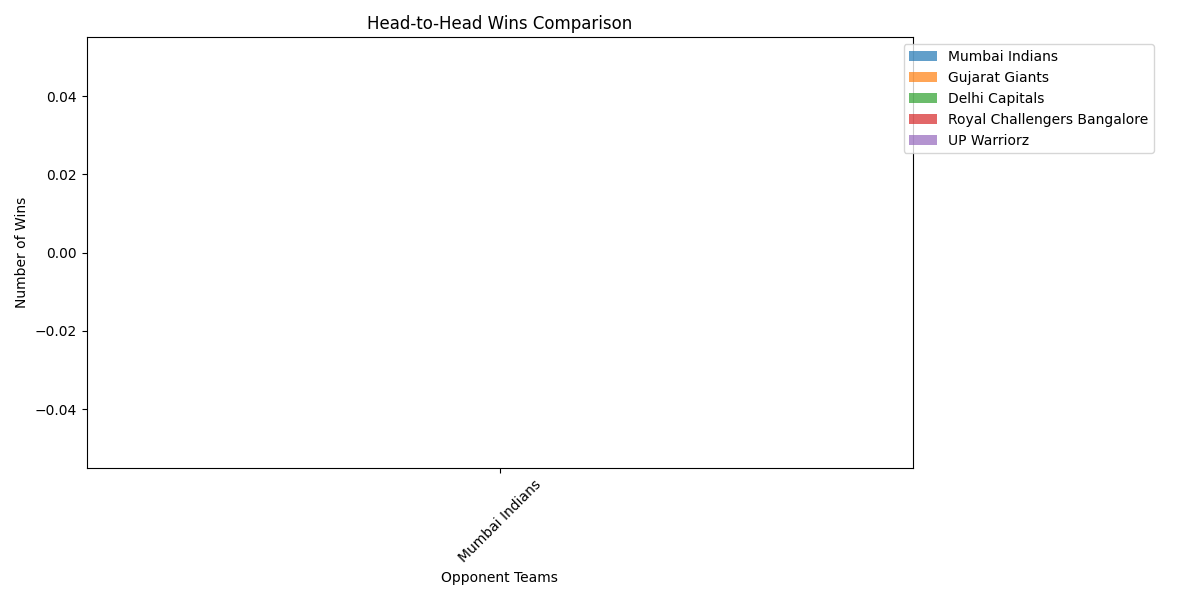 Head-to-Head Wins Comparison
Mumbai Indians
Gujarat Giants
Delhi Capitals
Royal Challengers Bangalore
UP Warriorz
Number of Wins
0.04
0.02
0.00
−0.02
−0.04
Mumbai Indians
Opponent Teams